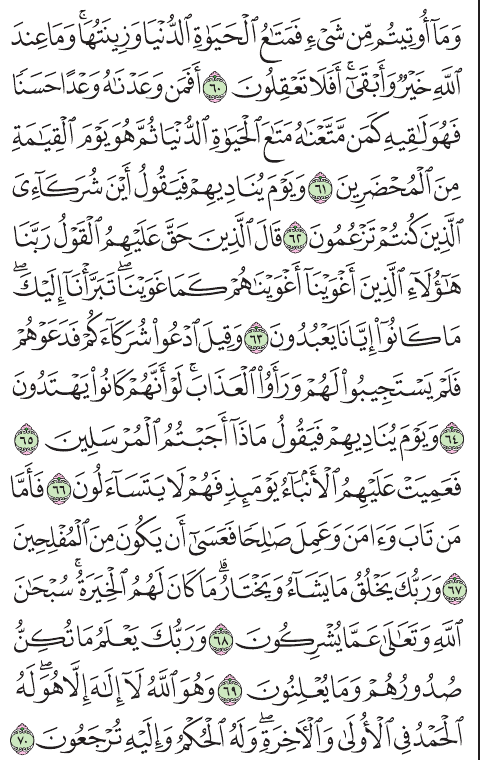 وَمَآ أُوتِيتُم مِّن شَىْءٍ فَمَتَٰعُ ٱلْحَيَوٰةِ ٱلدُّنْيَا وَزِينَتُهَا ۚ وَمَا عِندَ
ٱللَّهِ خَيْرٌ وَأَبْقَىٰٓ ۚ أَفَلَا تَعْقِلُونَ ٦٠ أَفَمَن وَعَدْنَٰهُ وَعْدًا حَسَنًا
فَهُوَ لَٰقِيهِ كَمَن مَّتَّعْنَٰهُ مَتَٰعَ ٱلْحَيَوٰةِ ٱلدُّنْيَا ثُمَّ هُوَ يَوْمَ ٱلْقِيَٰمَةِ
مِنَ ٱلْمُحْضَرِينَ ٦١ وَيَوْمَ يُنَادِيهِمْ فَيَقُولُ أَيْنَ شُرَكَآءِىَ
ٱلَّذِينَ كُنتُمْ تَزْعُمُونَ ٦٢ قَالَ ٱلَّذِينَ حَقَّ عَلَيْهِمُ ٱلْقَوْلُ رَبَّنَا
هَٰٓؤُلَآءِ ٱلَّذِينَ أَغْوَيْنَآ أَغْوَيْنَٰهُمْ كَمَا غَوَيْنَا ۖ تَبَرَّأْنَآ إِلَيْكَ ۖ
مَا كَانُوٓا۟ إِيَّانَا يَعْبُدُونَ ٦٣ وَقِيلَ ٱدْعُوا۟ شُرَكَآءَكُمْ فَدَعَوْهُمْ
فَلَمْ يَسْتَجِيبُوا۟ لَهُمْ وَرَأَوُا۟ ٱلْعَذَابَ ۚ لَوْ أَنَّهُمْ كَانُوا۟ يَهْتَدُونَ
٦٤ وَيَوْمَ يُنَادِيهِمْ فَيَقُولُ مَاذَآ أَجَبْتُمُ ٱلْمُرْسَلِينَ ٦٥
فَعَمِيَتْ عَلَيْهِمُ ٱلْأَنۢبَآءُ يَوْمَئِذٍ فَهُمْ لَا يَتَسَآءَلُونَ ٦٦ فَأَمَّا
مَن تَابَ وَءَامَنَ وَعَمِلَ صَٰلِحًا فَعَسَىٰٓ أَن يَكُونَ مِنَ ٱلْمُفْلِحِينَ
٦٧ وَرَبُّكَ يَخْلُقُ مَا يَشَآءُ وَيَخْتَارُ ۗ مَا كَانَ لَهُمُ ٱلْخِيَرَةُ ۚ سُبْحَٰنَ
ٱللَّهِ وَتَعَٰلَىٰ عَمَّا يُشْرِكُونَ ٦٨ وَرَبُّكَ يَعْلَمُ مَا تُكِنُّ
صُدُورُهُمْ وَمَا يُعْلِنُونَ ٦٩ وَهُوَ ٱللَّهُ لَآ إِلَٰهَ إِلَّا هُوَ ۖ لَهُ
ٱلْحَمْدُ فِى ٱلْأُولَىٰ وَٱلْـَٔاخِرَةِ ۖ وَلَهُ ٱلْحُكْمُ وَإِلَيْهِ تُرْجَعُونَ ٧٠